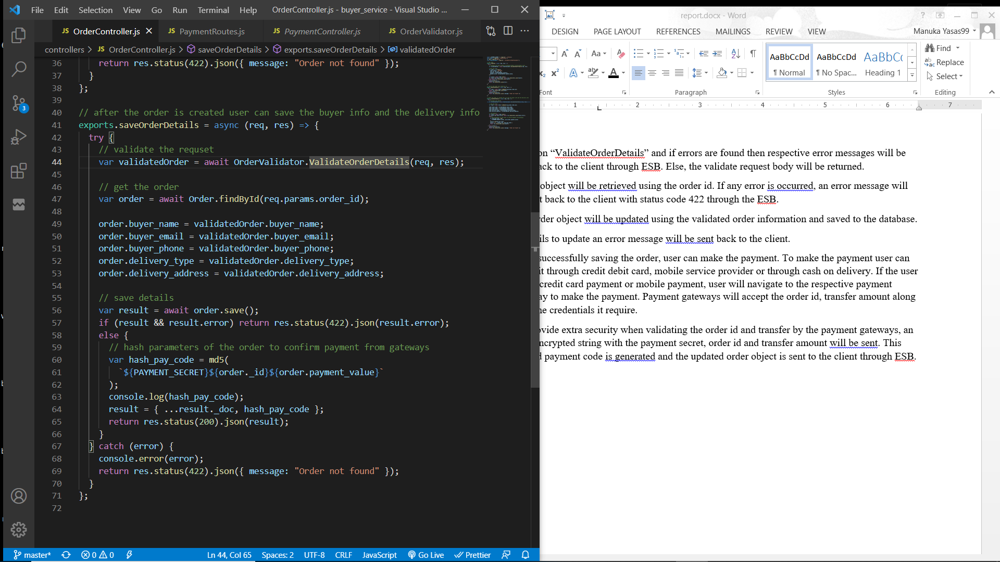 File Edit Selection View Go Run Terminal Help OrderController.js - buyer_service - Visual Studio ...
JS OrderController.js JS PaymentRoutes.js JS PaymentController.js JS OrderValidator.js
controllers > JS OrderController.js > saveOrderDetails > exports.saveOrderDetails > validatedOrder
36 return res.status(422).json({ message: "Order not found" });
37 }
38 };
39
40 // after the order is created user can save the buyer info and the delivery info
41 exports.saveOrderDetails = async (req, res) => {
42 try {
43 // validate the requset
44 var validatedOrder = await OrderValidator.ValidateOrderDetails(req, res);
45
46 // get the order
47 var order = await Order.findById(req.params.order_id);
48
49 order.buyer_name = validatedOrder.buyer_name;
50 order.buyer_email = validatedOrder.buyer_email;
51 order.buyer_phone = validatedOrder.buyer_phone;
52 order.delivery_type = validatedOrder.delivery_type;
53 order.delivery_address = validatedOrder.delivery_address;
54
55 // save details
56 var result = await order.save();
57 if (result && result.error) return res.status(422).json(result.error);
58 else {
59 // hash parameters of the order to confirm payment from gateways
60 var hash_pay_code = md5(
61 `${PAYMENT_SECRET}${order._id}${order.payment_value}`
62 );
63 console.log(hash_pay_code);
64 result = { ...result._doc, hash_pay_code };
65 return res.status(200).json(result);
66 }
67 } catch (error) {
68 console.error(error);
69 return res.status(422).json({ message: "Order not found" });
70 }
71 };
72
3
master* 0 0 Ln 44, Col 65 Spaces: 2 UTF-8 CRLF JavaScript Go Live Prettier
report.docx - Word
DESIGN PAGE LAYOUT REFERENCES MAILINGS REVIEW VIEW Manuka Yasas99
Aa
AaBbCcDd AaBbCcDd AaBbCc
¶ Normal ¶ No Spac... Heading 1
Find
Replace
Select
Font Paragraph Styles Editing
1 2 3 4 5 6 7
on “ValidateOrderDetails” and if errors are found then respective error messages will be
ack to the client through ESB. Else, the validate request body will be returned.
object will be retrieved using the order id. If any error is occurred, an error message will
t back to the client with status code 422 through the ESB.
rder object will be updated using the validated order information and saved to the database.
ils to update an error message will be sent back to the client.
successfully saving the order, user can make the payment. To make the payment user can
it through credit debit card, mobile service provider or through cash on delivery. If the user
credit card payment or mobile payment, user will navigate to the respective payment
ay to make the payment. Payment gateways will accept the order id, transfer amount along
he credentials it require.
ovide extra security when validating the order id and transfer by the payment gateways, an
ncrypted string with the payment secret, order id and transfer amount will be sent. This
d payment code is generated and the updated order object is sent to the client through ESB.